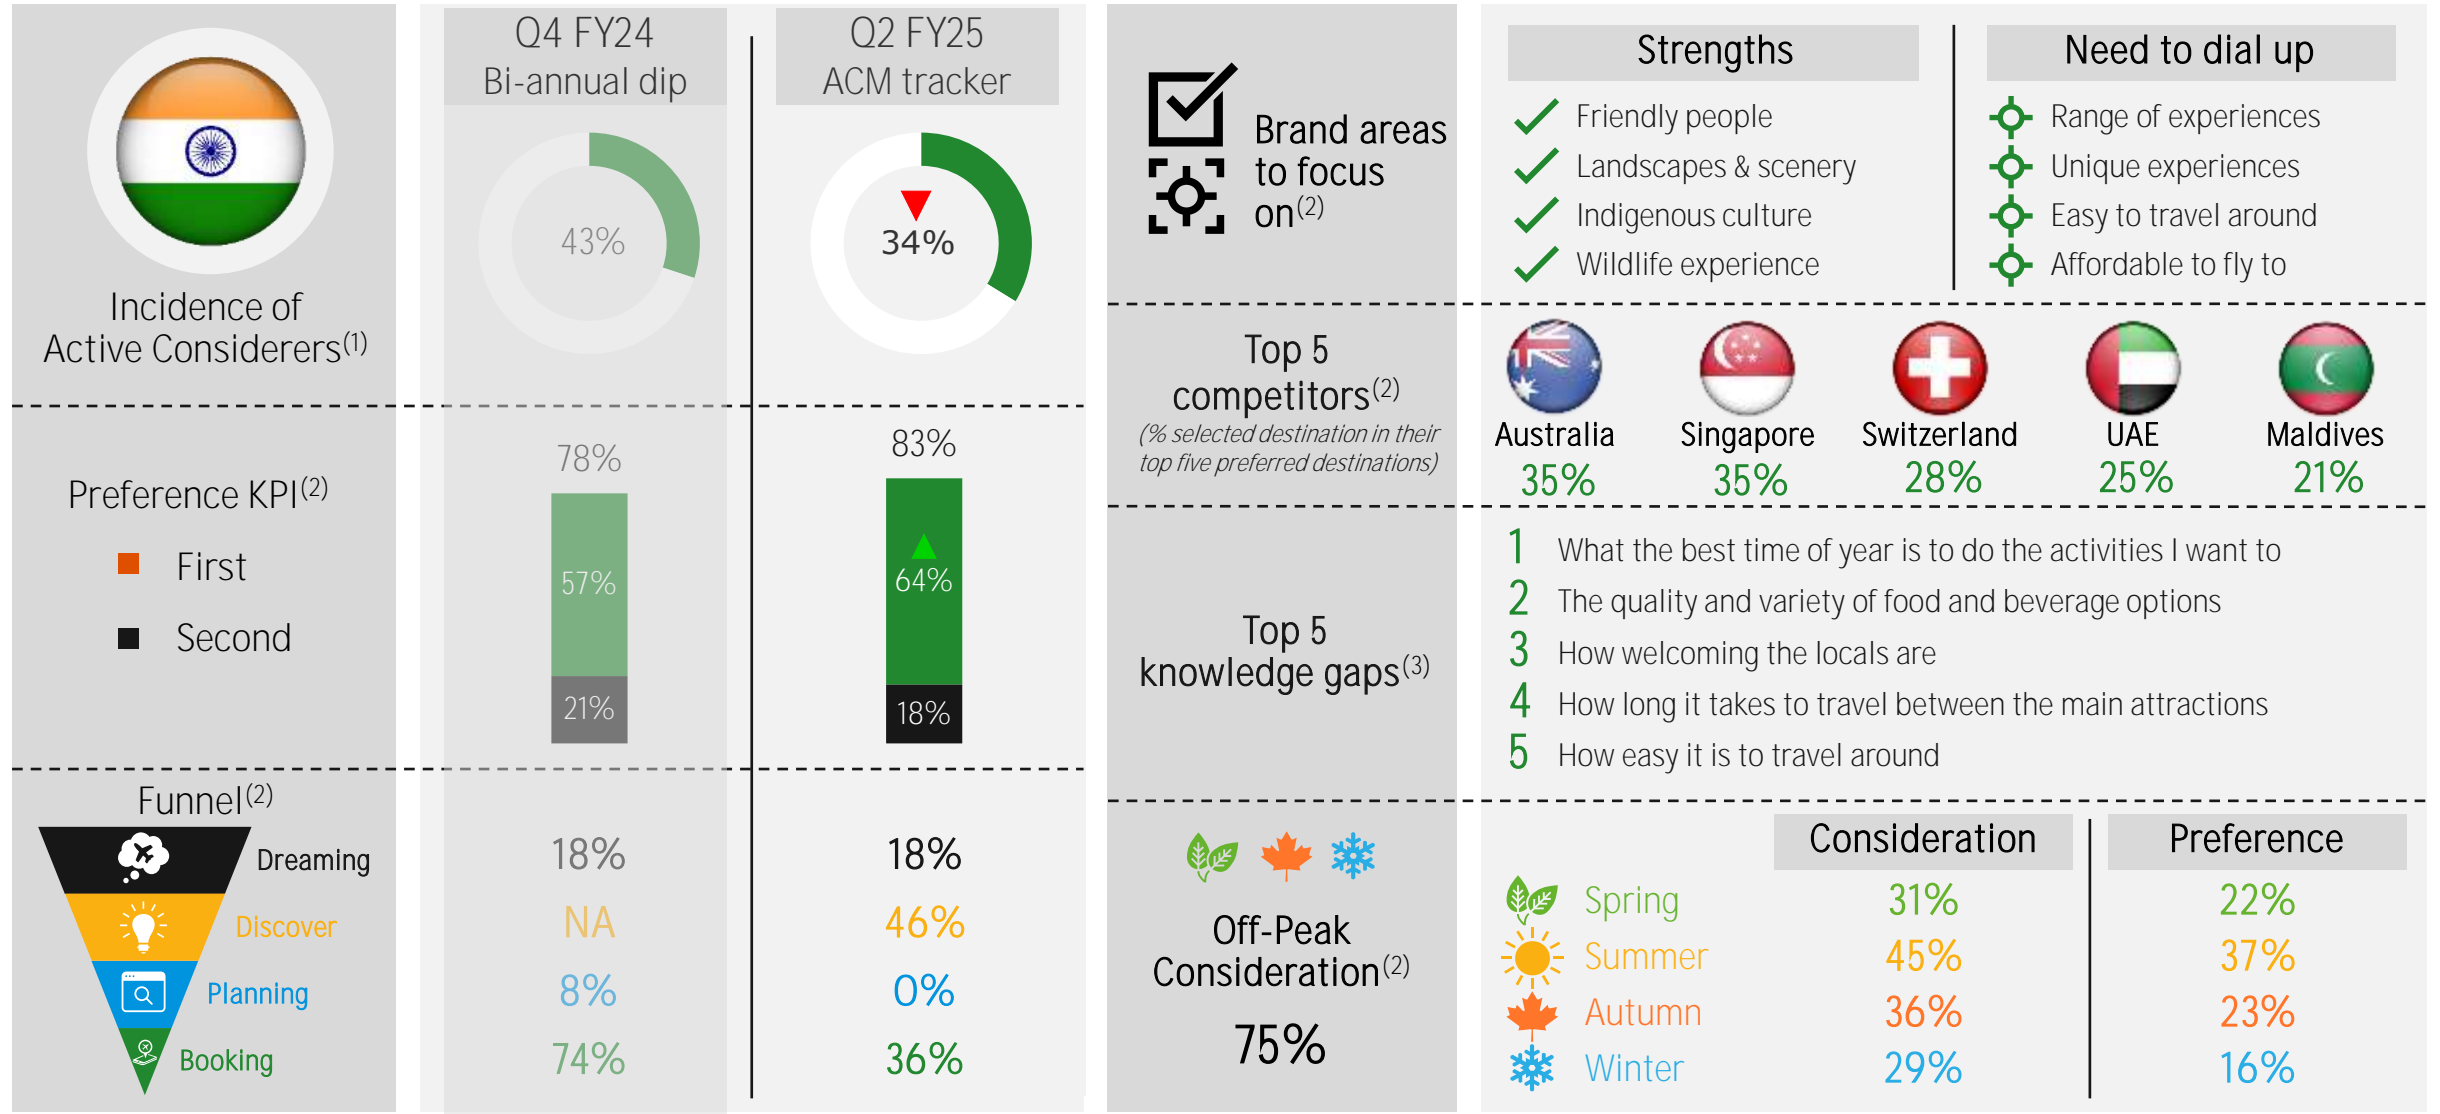 Incidence of
Active Considerers(1)
Q4 FY24
Bi-annual dip
Q2 FY25
ACM tracker
43%
34%
Preference KPI(2)
First
Second
78%
57%
21%
83%
64%
18%
Funnel(2)
Dreaming
18%
18%
Discover
NA
46%
Planning
8%
0%
Booking
74%
36%
Brand areas
to focus
on(2)
Strengths
Friendly people
Landscapes & scenery
Indigenous culture
Wildlife experience
Need to dial up
Range of experiences
Unique experiences
Easy to travel around
Affordable to fly to
Top 5
competitors(2)
(% selected destination in their
top five preferred destinations)
Australia
35%
Singapore
35%
Switzerland
28%
UAE
25%
Maldives
21%
Top 5
knowledge gaps(3)
1 What the best time of year is to do the activities I want to
2 The quality and variety of food and beverage options
3 How welcoming the locals are
4 How long it takes to travel between the main attractions
5 How easy it is to travel around
Off-Peak
Consideration(2)
75%
Consideration
Preference
Spring 31% 22%
Summer 45% 37%
Autumn 36% 23%
Winter 29% 16%